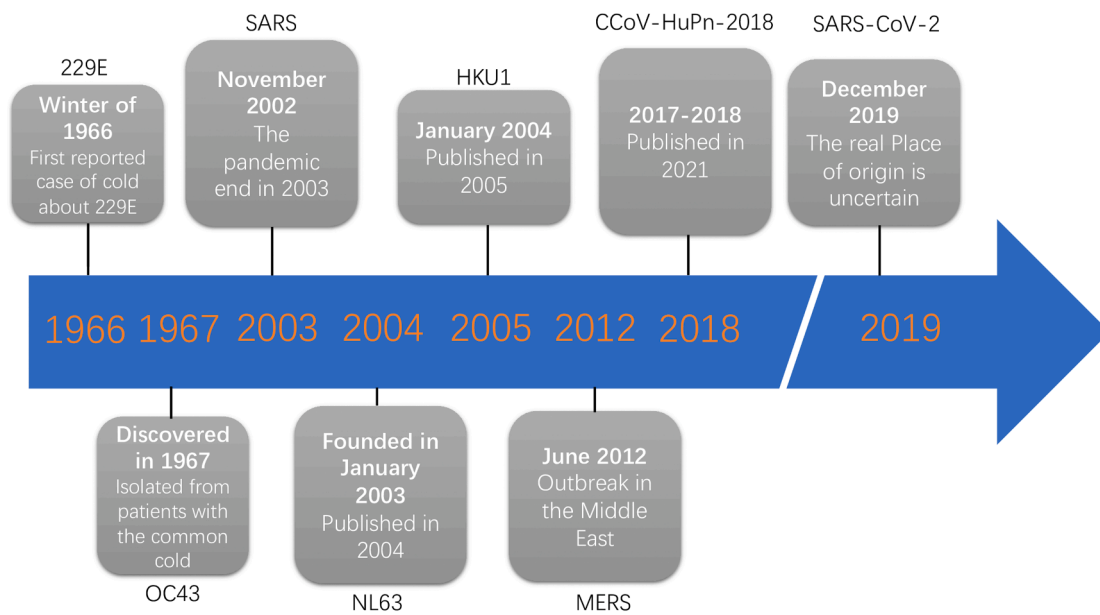 229E
Winter of
1966
First reported
case of cold
about 229E
SARS
November
2002
The
pandemic
end in 2003
HKU1
January 2004
Published in
2005
CCoV-HuPn-2018
2017-2018
Published in
2021
SARS-CoV-2
December
2019
The real Place
of origin is
uncertain
1966
1967
2003
2004
2005
2012
2018
2019
Discovered
in 1967
Isolated from
patients with
the common
cold
OC43
Founded in
January
2003
Published in
2004
NL63
June 2012
Outbreak in
the Middle
East
MERS